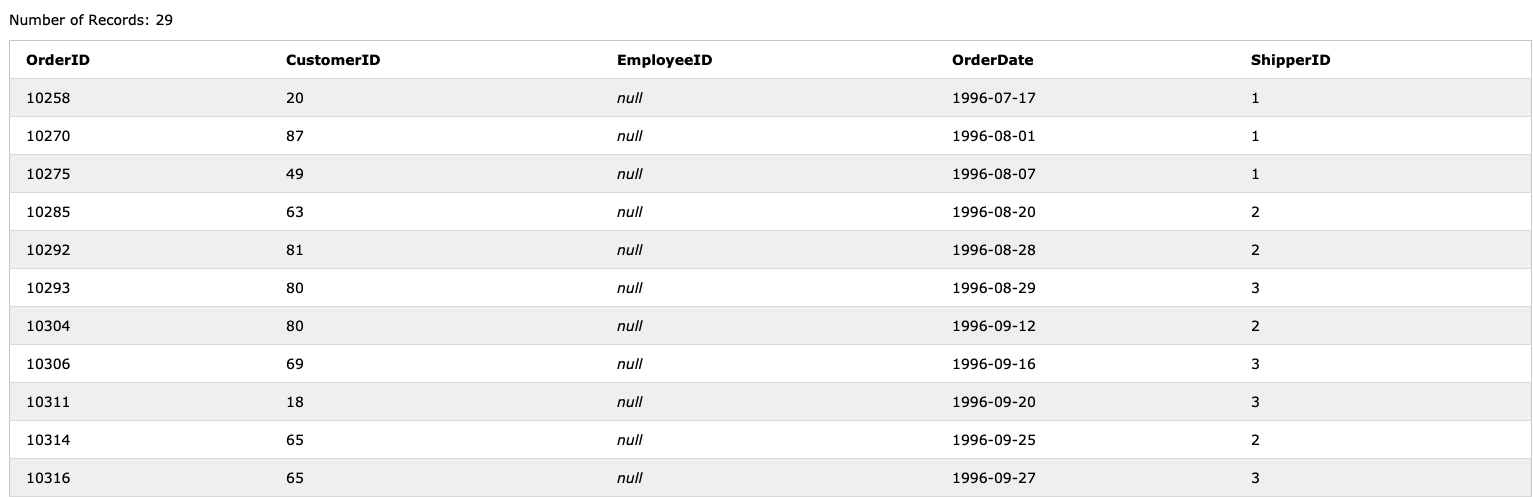 Number of Records: 29
OrderID CustomerID EmployeeID OrderDate ShipperID
10258 20 null 1996-07-17 1
10270 87 null 1996-08-01 1
10275 49 null 1996-08-07 1
10285 63 null 1996-08-20 2
10292 81 null 1996-08-28 2
10293 80 null 1996-08-29 3
10304 80 null 1996-09-12 2
10306 69 null 1996-09-16 3
10311 18 null 1996-09-20 3
10314 65 null 1996-09-25 2
10316 65 null 1996-09-27 3